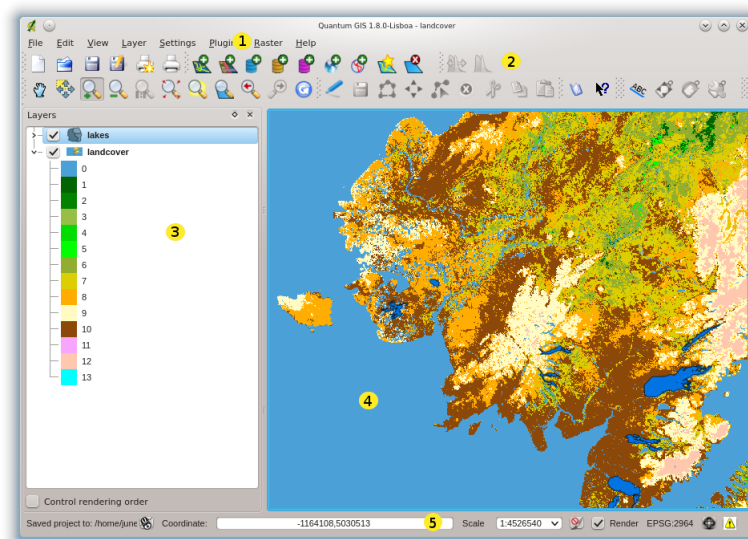 Quantum GIS 1.8.0-Lisboa - landcover
File Edit View Layer Settings Plugins Raster Help
1
2
ABC
Layers
lakes
landcover
0
1
2
3
4
5
6
7
8
9
10
11
12
13
3
4
Control rendering order
Saved project to: /home/june
Coordinate:
-1164108,5030513
5
Scale
1:4526540
Render
EPSG:2964